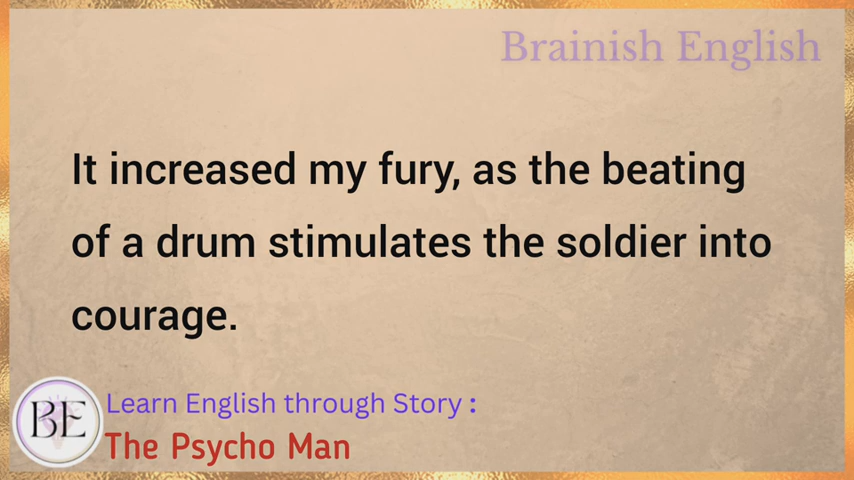 Brainish English
It increased my fury, as the beating
of a drum stimulates the soldier into
courage.
BE
Learn English through Story :
The Psycho Man